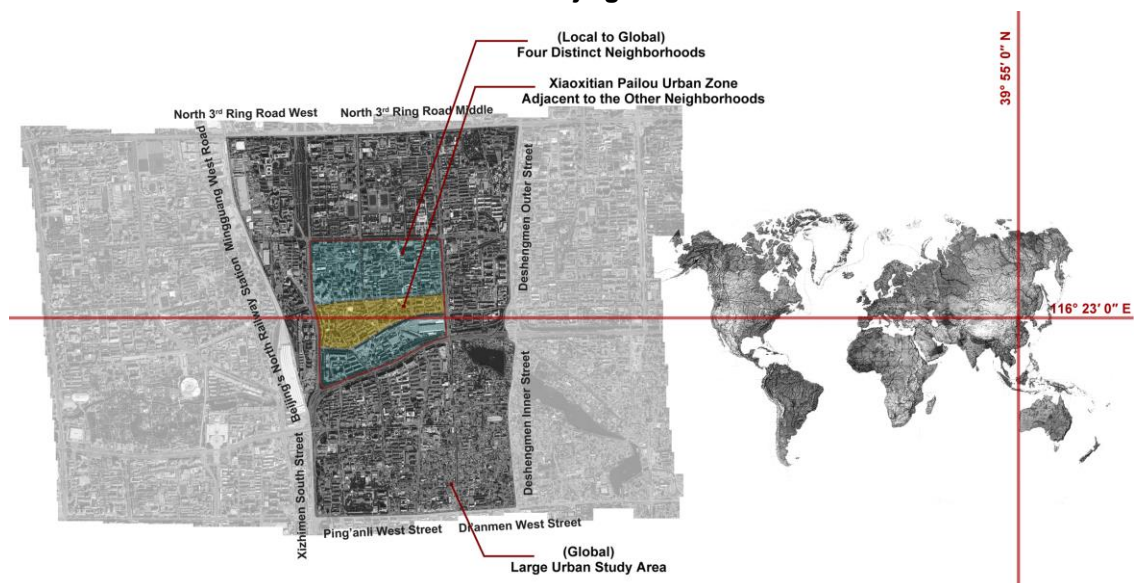 (Local to Global)
Four Distinct Neighborhoods
Xiaoxitian Pailou Urban Zone
Adjacent to the Other Neighborhoods
North 3rd Ring Road West
North 3rd Ring Road Middle
Mingguang West Road
Beijing's North Railway Station
Deshengmen Outer Street
Deshengmen Inner Street
Xizhimen South Street
Ping'anli West Street
Di'anmen West Street
(Global)
Large Urban Study Area
39° 55′ 0″ N
116° 23′ 0″ E